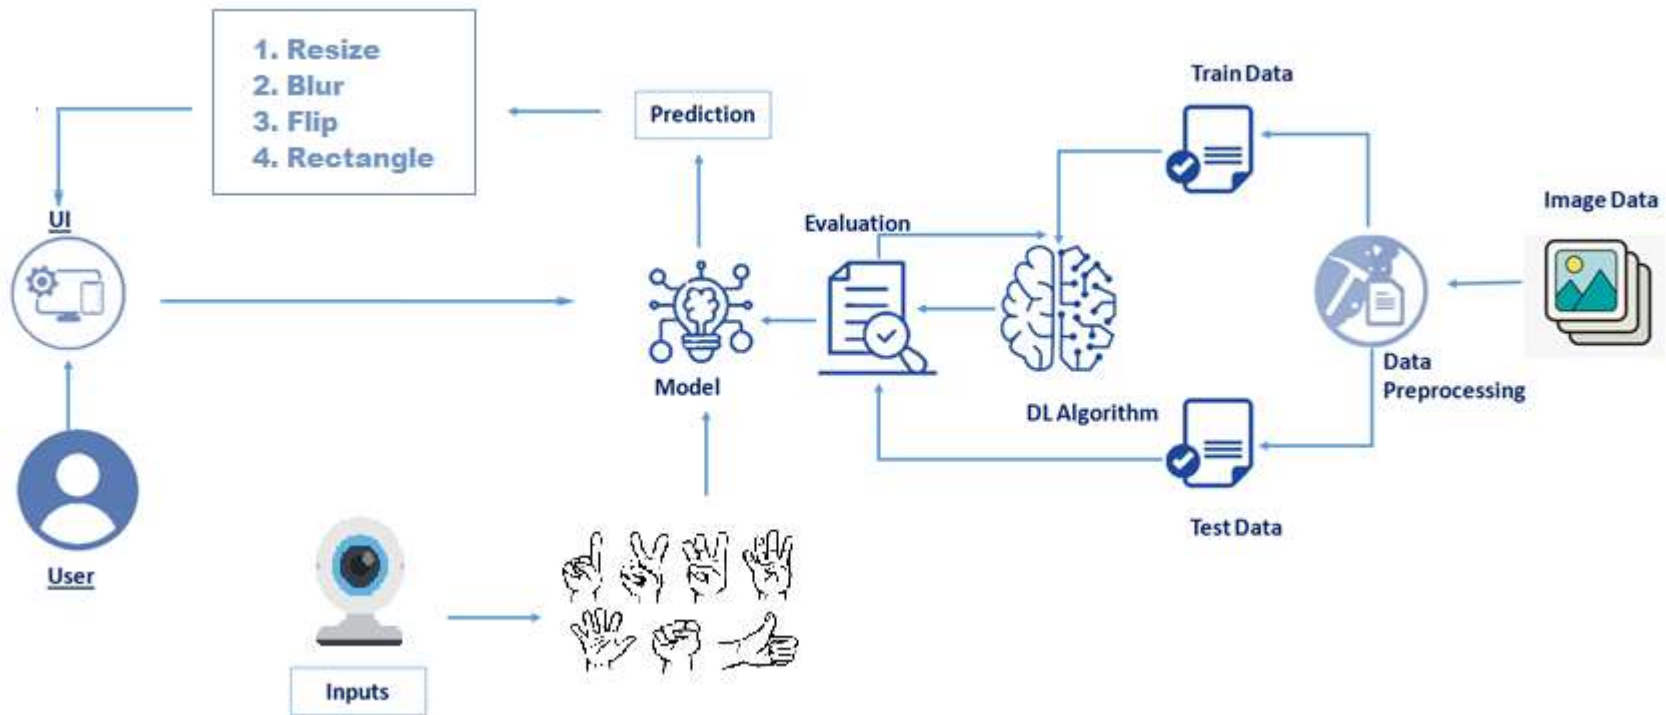 1. Resize
2. Blur
3. Flip
4. Rectangle
Prediction
Train Data
UI
Evaluation
Image Data
Model
DL Algorithm
Data
Preprocessing
Test Data
User
Inputs